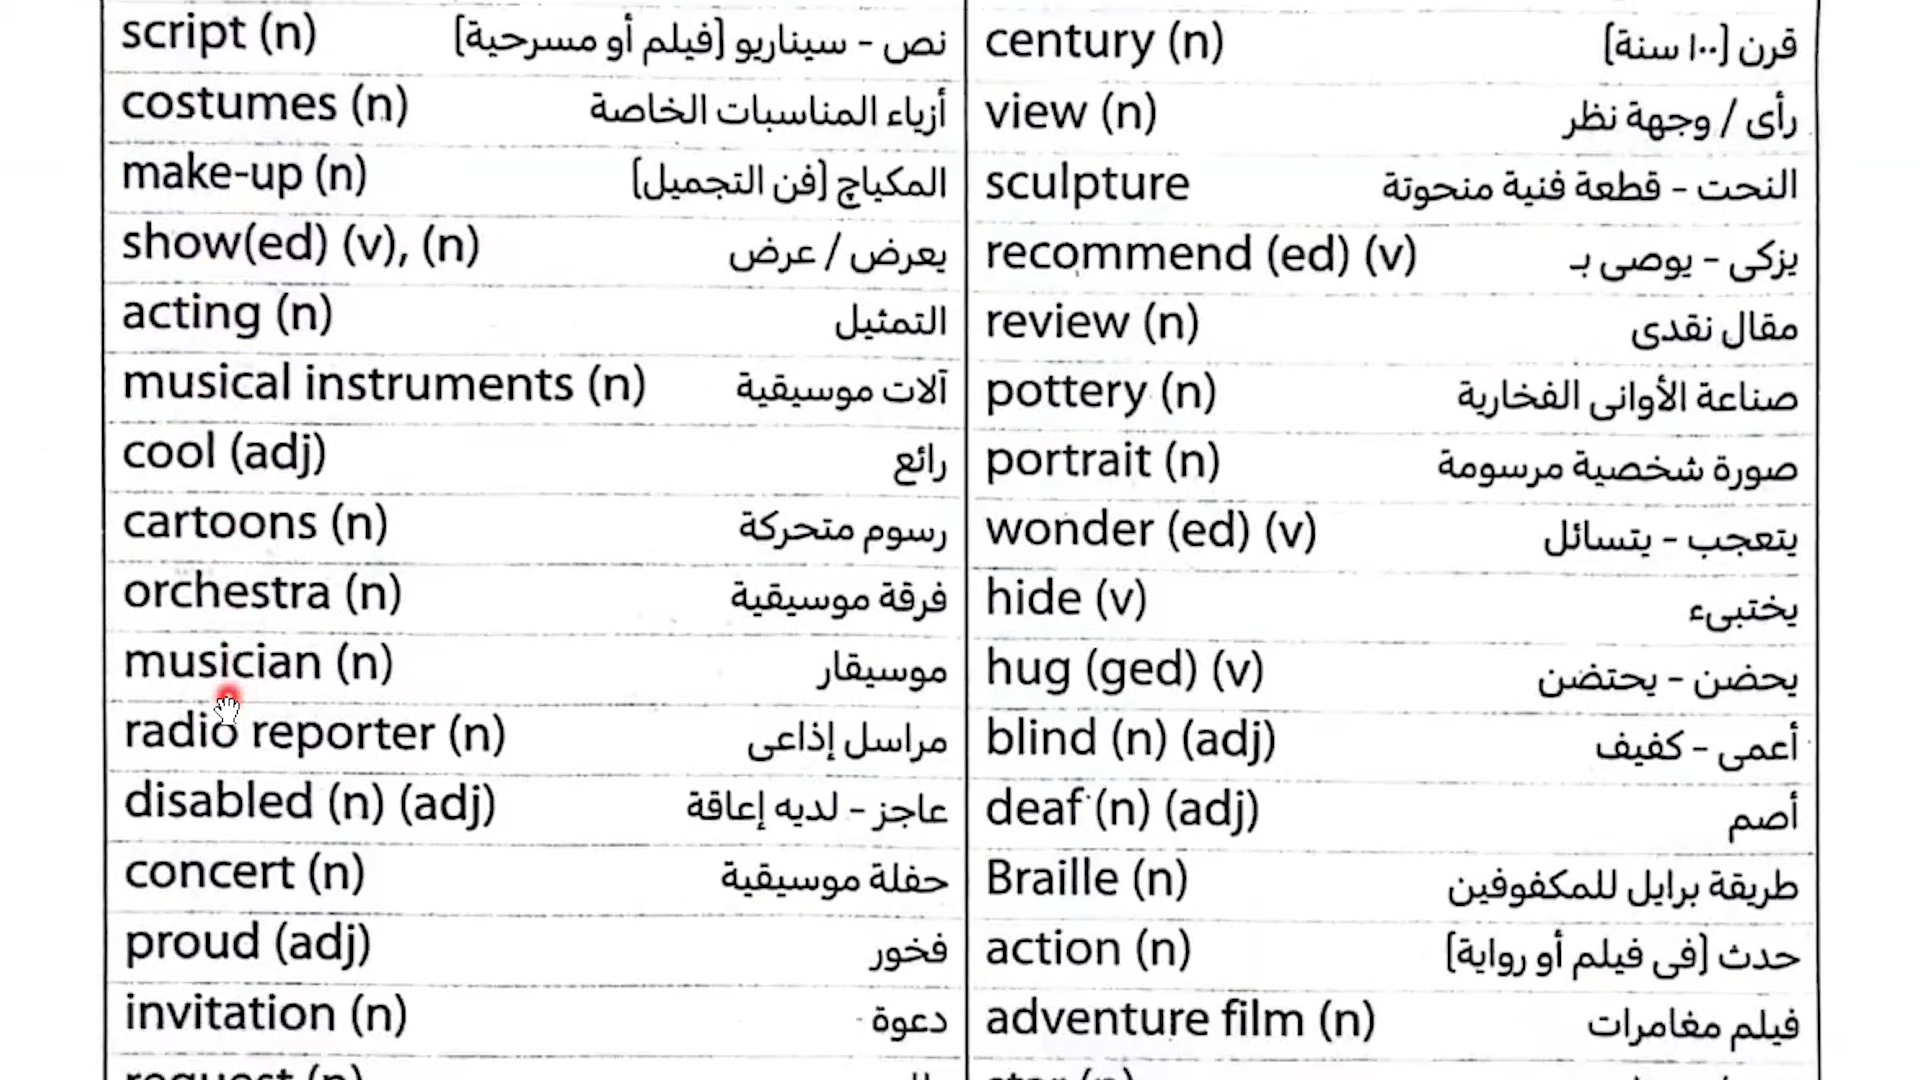 script (n) نص - سيناريو [فيلم أو مسرحية]
costumes (n) أزياء المناسبات الخاصة
make-up (n) المكياچ [فن التجميل]
show(ed) (v), (n) يعرض / عرض
acting (n) التمثيل
musical instruments (n) آلات موسيقية
cool (adj) رائع
cartoons (n) رسوم متحركة
orchestra (n) فرقة موسيقية
musician (n) موسيقار
radio reporter (n) مراسل إذاعى
disabled (n) (adj) عاجز - لديه إعاقة
concert (n) حفلة موسيقية
proud (adj) فخور
invitation (n) دعوة
request (n)
century (n) قرن [١٠٠ سنة]
view (n) رأى / وجهة نظر
sculpture النحت - قطعة فنية منحوتة
recommend (ed) (v) يزكى - يوصى بـ
review (n) مقال نقدى
pottery (n) صناعة الأوانى الفخارية
portrait (n) صورة شخصية مرسومة
wonder (ed) (v) يتعجب - يتسائل
hide (v) يختبىء
hug (ged) (v) يحضن - يحتضن
blind (n) (adj) أعمى - كفيف
deaf (n) (adj) أصم
Braille (n) طريقة برايل للمكفوفين
action (n) حدث [فى فيلم أو رواية]
adventure film (n) فيلم مغامرات
star (n)